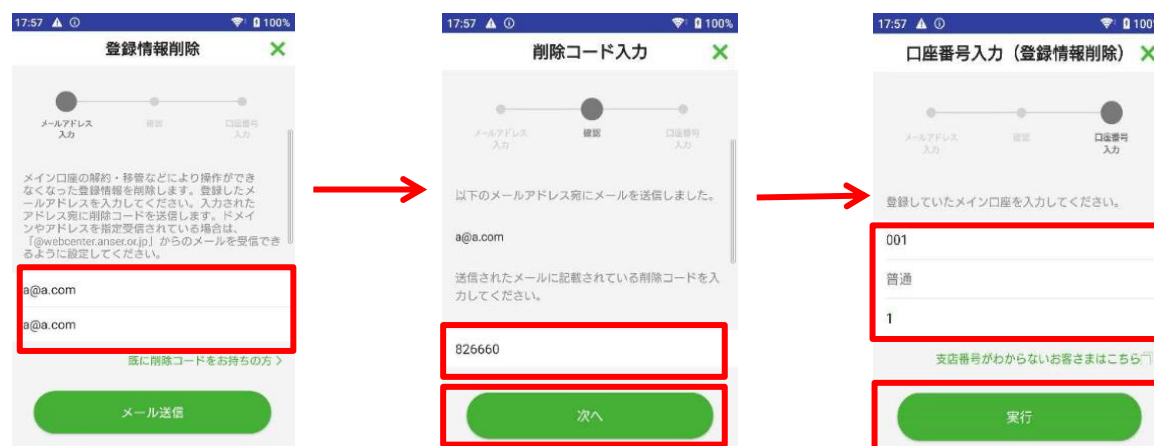 17:57 100%
登録情報削除
メールアドレス
入力
確認
口座番号
入力
メイン口座の解約・移管などにより操作ができ
なくなった登録情報を削除します。登録したメ
ールアドレスを入力してください。入力された
アドレス宛に削除コードを送信します。ドメイ
ンやアドレスを指定受信されている場合は、
「@webcenter.anser.or.jp」からのメールを受信でき
るように設定してください。
a@a.com
a@a.com
既に削除コードをお持ちの方 >
メール送信
17:57 100%
削除コード入力
メールアドレス
入力
確認
口座番号
入力
以下のメールアドレス宛にメールを送信しました。
a@a.com
送信されたメールに記載されている削除コードを入
力してください。
826660
次へ
17:57 100%
口座番号入力（登録情報削除）
メールアドレス
入力
確認
口座番号
入力
登録していたメイン口座を入力してください。
001
普通
1
支店番号がわからないお客さまはこちら
実行